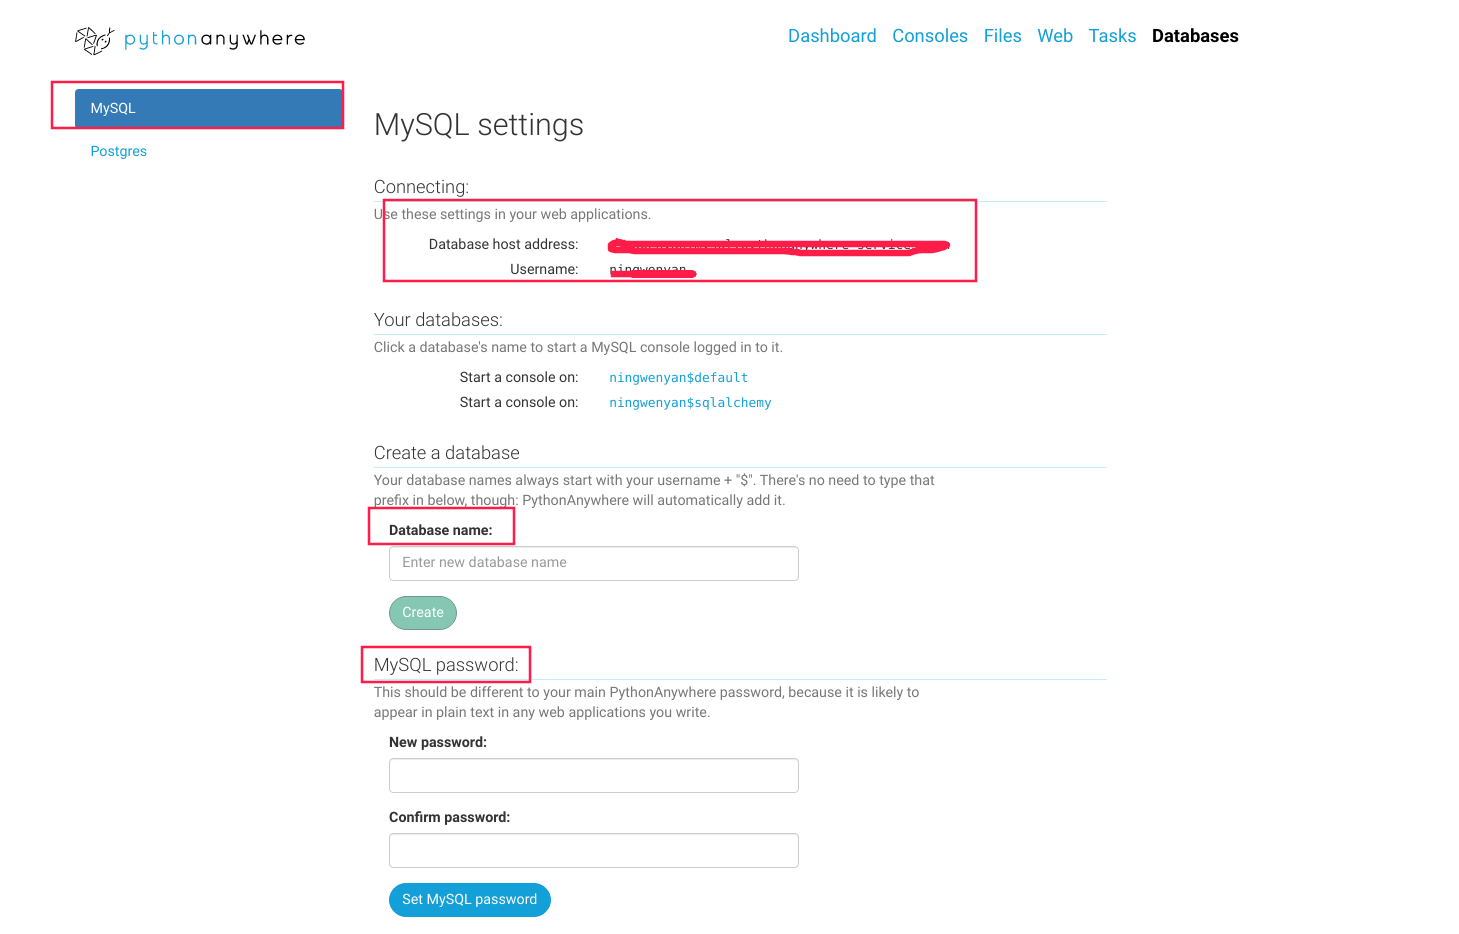 pythonanywhere
Dashboard Consoles Files Web Tasks Databases
MySQL
Postgres
MySQL settings
Connecting:
Use these settings in your web applications.
Database host address:
Username: ningwenyan
Your databases:
Click a database's name to start a MySQL console logged in to it.
Start a console on: ningwenyan$default
Start a console on: ningwenyan$sqlalchemy
Create a database
Your database names always start with your username + "$". There's no need to type that
prefix in below, though: PythonAnywhere will automatically add it.
Database name:
Enter new database name
Create
MySQL password:
This should be different to your main PythonAnywhere password, because it is likely to
appear in plain text in any web applications you write.
New password:
Confirm password:
Set MySQL password